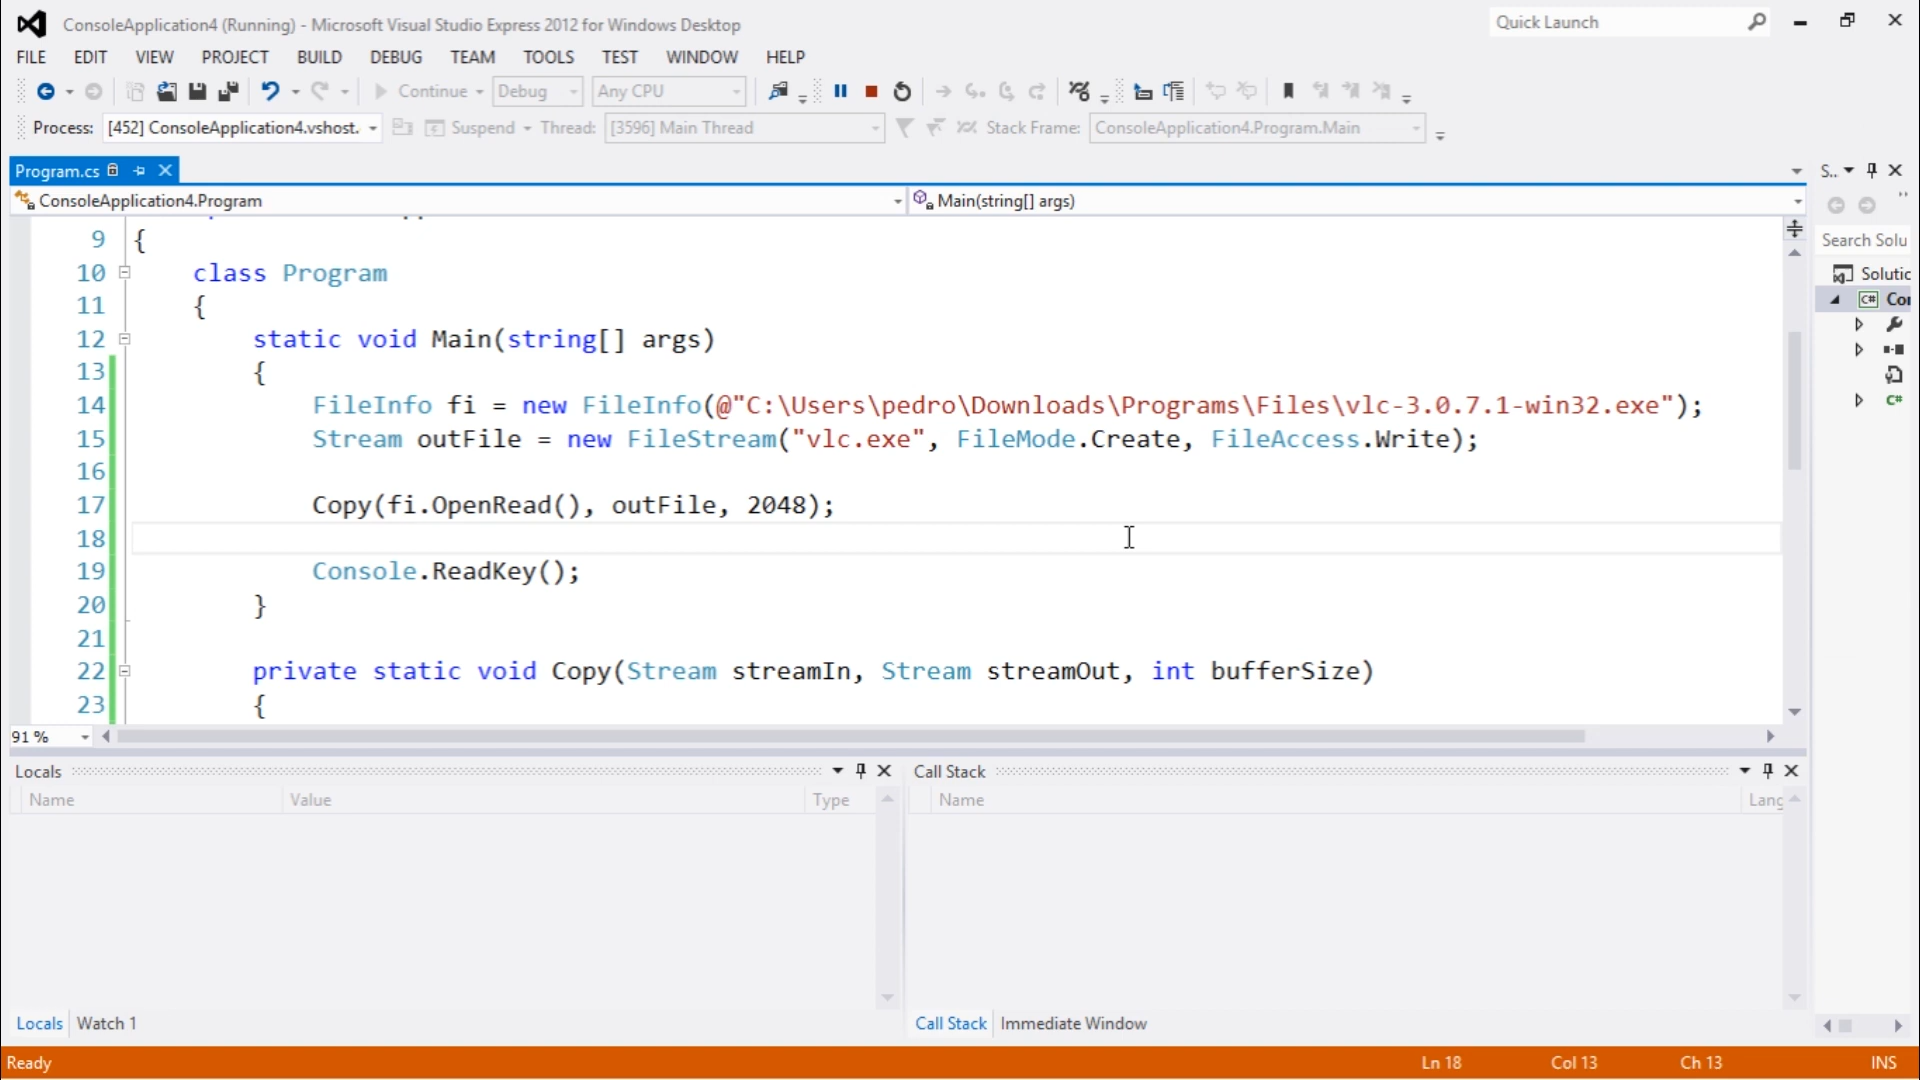 ConsoleApplication4 (Running) - Microsoft Visual Studio Express 2012 for Windows Desktop
Quick Launch
FILE EDIT VIEW PROJECT BUILD DEBUG TEAM TOOLS TEST WINDOW HELP
Continue Debug Any CPU
Process: [452] ConsoleApplication4.vshost. Suspend Thread: [3596] Main Thread Stack Frame: ConsoleApplication4.Program.Main
Program.cs
S..
ConsoleApplication4.Program Main(string[] args)
Search Solu
9 {
10 class Program
11 {
12 static void Main(string[] args)
13 {
14 FileInfo fi = new FileInfo(@"C:\Users\pedro\Downloads\Programs\Files\vlc-3.0.7.1-win32.exe");
15 Stream outFile = new FileStream("vlc.exe", FileMode.Create, FileAccess.Write);
16
17 Copy(fi.OpenRead(), outFile, 2048);
18
19 Console.ReadKey();
20 }
21
22 private static void Copy(Stream streamIn, Stream streamOut, int bufferSize)
23 {
Solutic
C# Cor
C#
91 %
Locals
Name Value Type
Call Stack
Name Lang
Locals Watch 1
Call Stack Immediate Window
Ready Ln 18 Col 13 Ch 13 INS